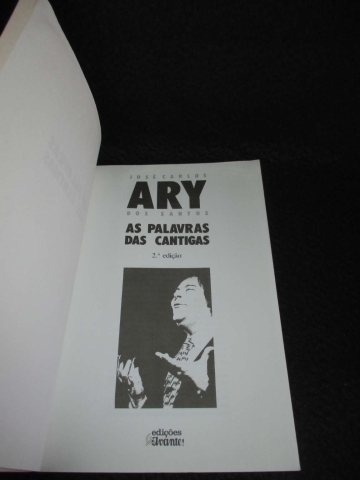 JOSÉ CARLOS
ARY
DOS SANTOS
AS PALAVRAS
DAS CANTIGAS
2.ª edição
edições
Avante!